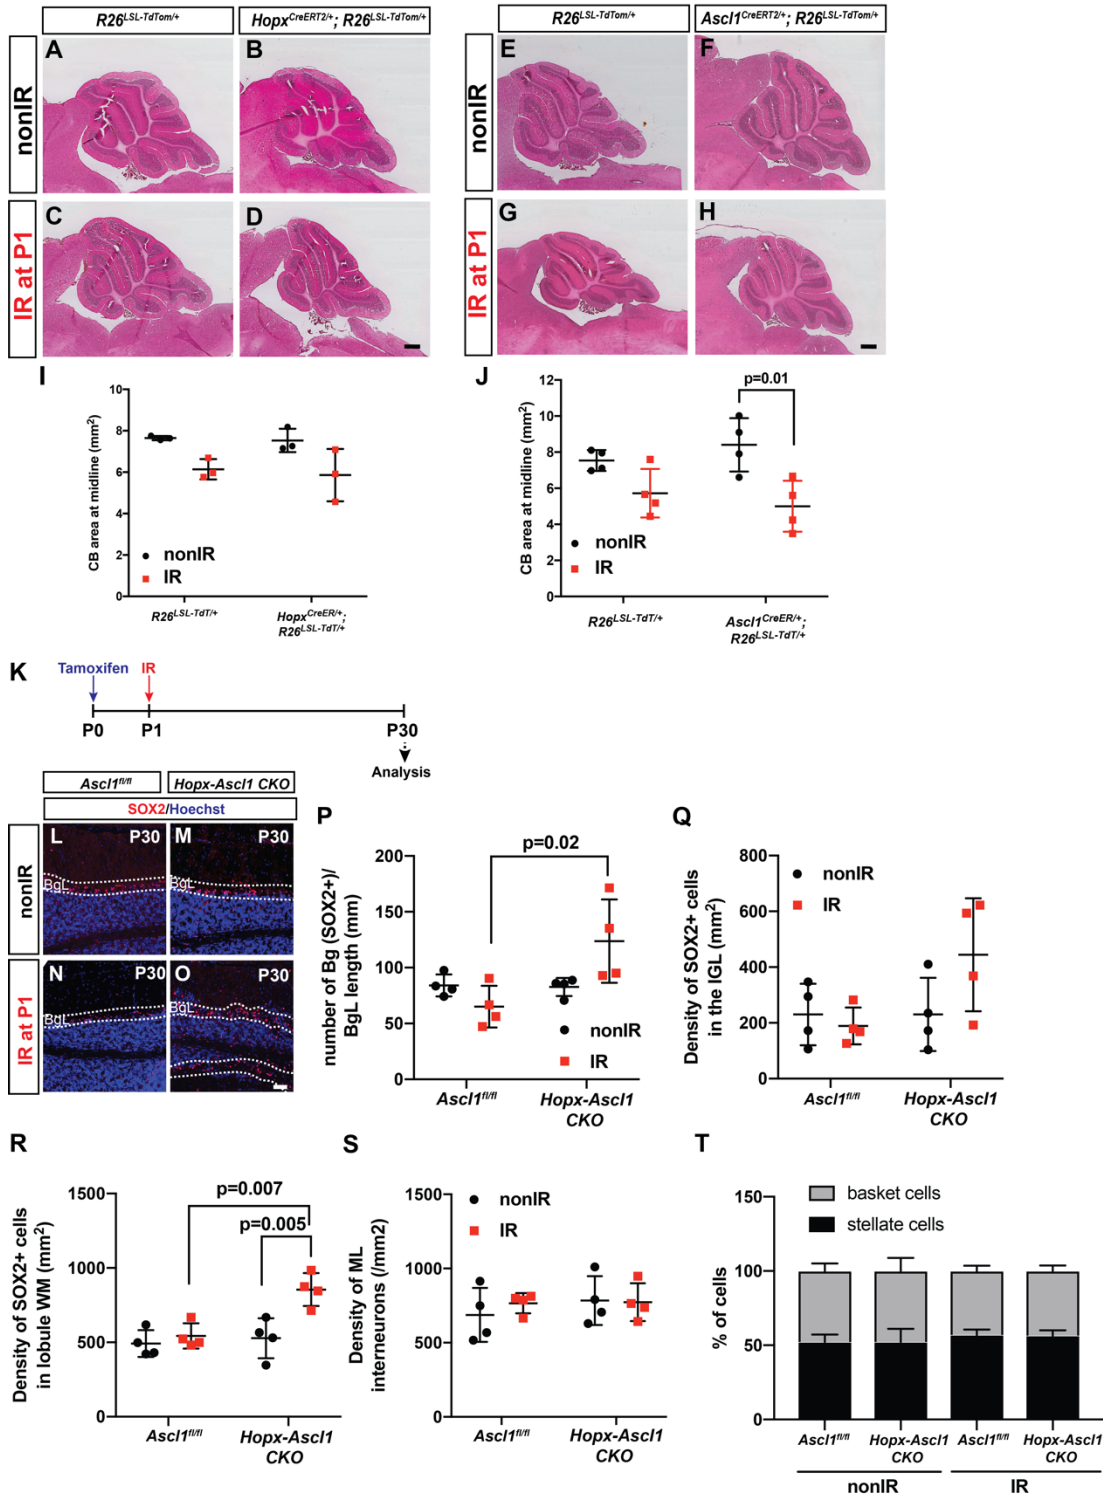 R26LSL-TdTom/+
HopxCreERT2/+; R26LSL-TdTom/+
R26LSL-TdTom/+
Ascl1CreERT2/+; R26LSL-TdTom/+
nonIR
A
B
nonIR
E
F
IR at P1
C
D
IR at P1
G
H
I
CB area at midline (mm2)
10
8
6
4
2
0
nonIR
IR
R26LSL-TdT/+
HopxCreER/+;
R26LSL-TdT/+
J
CB area at midline (mm2)
12
10
8
6
4
2
0
p=0.01
nonIR
IR
R26LSL-TdT/+
Ascl1CreER/+;
R26LSL-TdT/+
K
Tamoxifen
IR
P0
P1
P30
Analysis
Ascl1fl/fl
Hopx-Ascl1 CKO
SOX2/Hoechst
nonIR
L
P30
BgL
M
P30
BgL
IR at P1
N
P30
BgL
O
P30
BgL
P
number of Bg (SOX2+)/
BgL length (mm)
200
150
100
50
0
p=0.02
nonIR
IR
Ascl1fl/fl
Hopx-Ascl1
CKO
Q
Density of SOX2+ cells
in the IGL (mm2)
800
600
400
200
0
nonIR
IR
Ascl1fl/fl
Hopx-Ascl1
CKO
R
Density of SOX2+ cells
in lobule WM (mm2)
1500
1000
500
0
p=0.007
p=0.005
Ascl1fl/fl
Hopx-Ascl1
CKO
S
Density of ML
interneurons (/mm2)
1500
1000
500
0
nonIR
IR
Ascl1fl/fl
Hopx-Ascl1
CKO
T
% of cells
150
100
50
0
basket cells
stellate cells
Ascl1fl/fl
Hopx-Ascl1
CKO
Ascl1fl/fl
Hopx-Ascl1
CKO
nonIR
IR